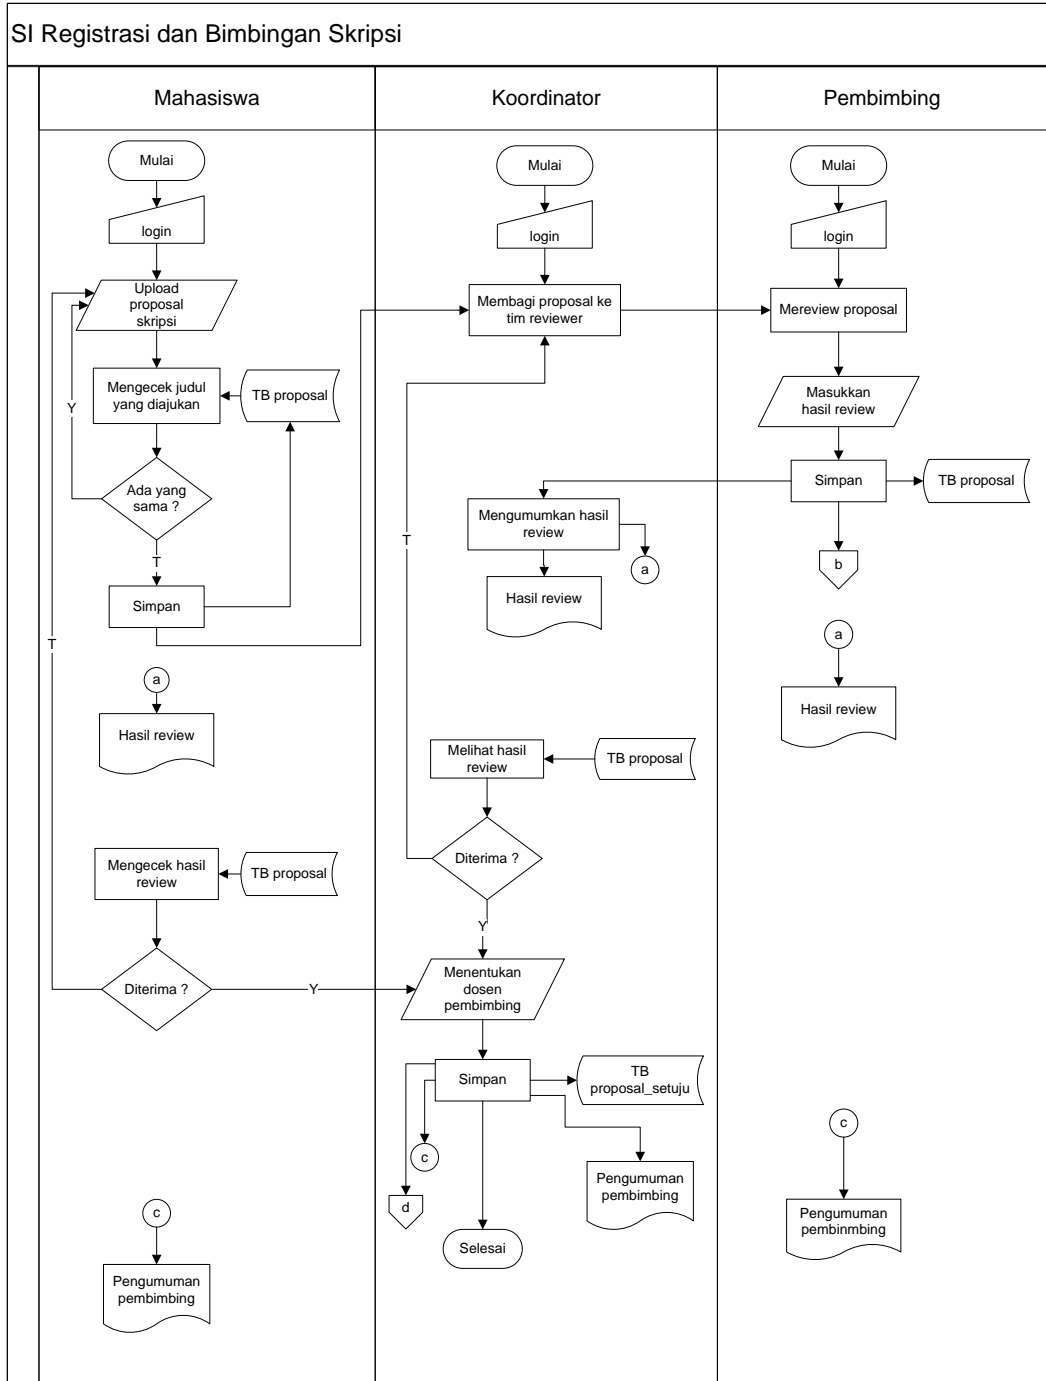 SI Registrasi dan Bimbingan Skripsi
Mahasiswa
Koordinator
Pembimbing
Mulai
login
Upload
proposal
skripsi
Mengecek judul
yang diajukan
TB proposal
Y
Ada yang
sama ?
T
Simpan
T
a
Hasil review
Mengecek hasil
review
TB proposal
Diterima ?
Y
c
Pengumuman
pembimbing
Mulai
login
Membagi proposal ke
tim reviewer
T
Mengumumkan hasil
review
a
Hasil review
Melihat hasil
review
TB proposal
Diterima ?
Y
Menentukan
dosen
pembimbing
Simpan
TB
proposal_setuju
c
d
Pengumuman
pembimbing
Selesai
Mulai
login
Mereview proposal
Masukkan
hasil review
Simpan
TB proposal
b
a
Hasil review
c
Pengumuman
pembinmbing